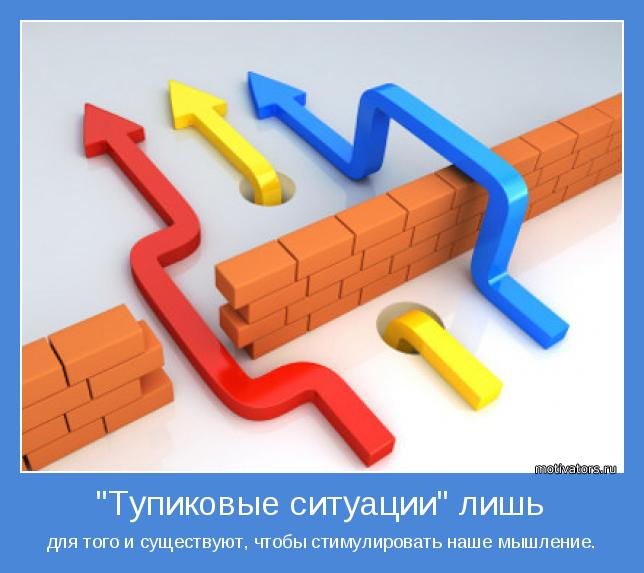 motivators.ru
"Тупиковые ситуации" лишь
для того и существуют, чтобы стимулировать наше мышление.